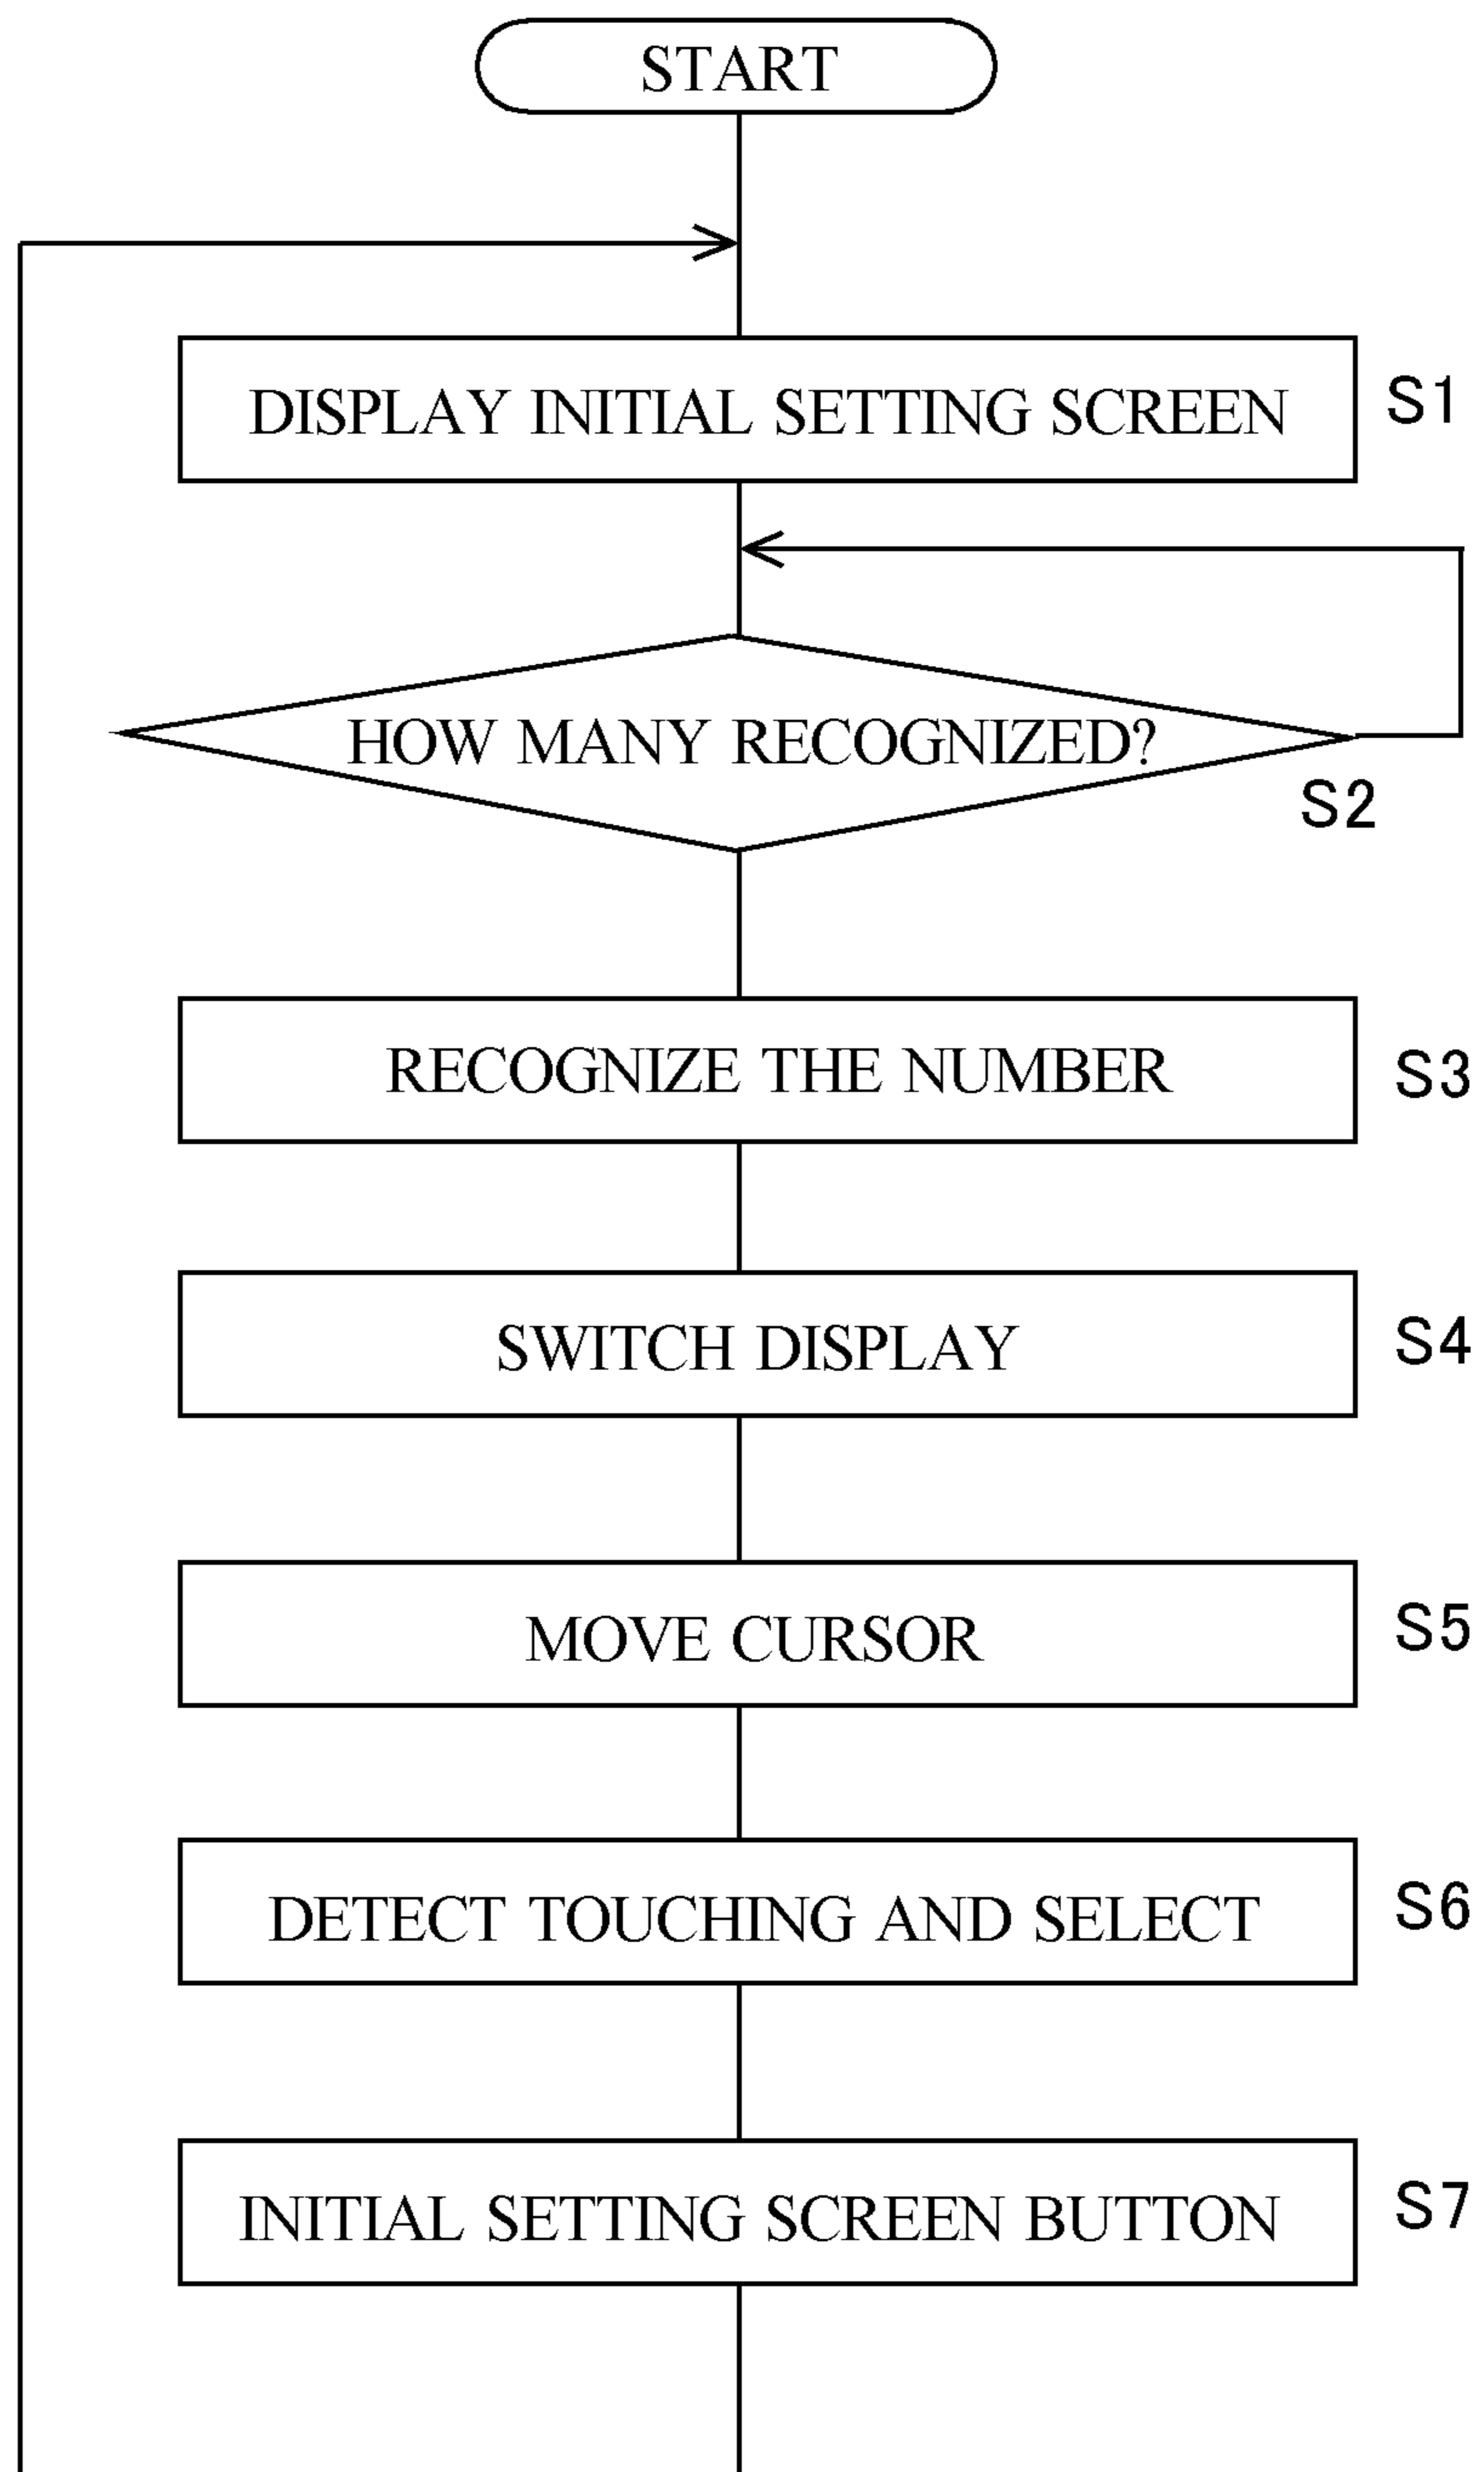 START
DISPLAY INITIAL SETTING SCREEN
S1
HOW MANY RECOGNIZED?
S2
RECOGNIZE THE NUMBER
S3
SWITCH DISPLAY
S4
MOVE CURSOR
S5
DETECT TOUCHING AND SELECT
S6
INITIAL SETTING SCREEN BUTTON
S7